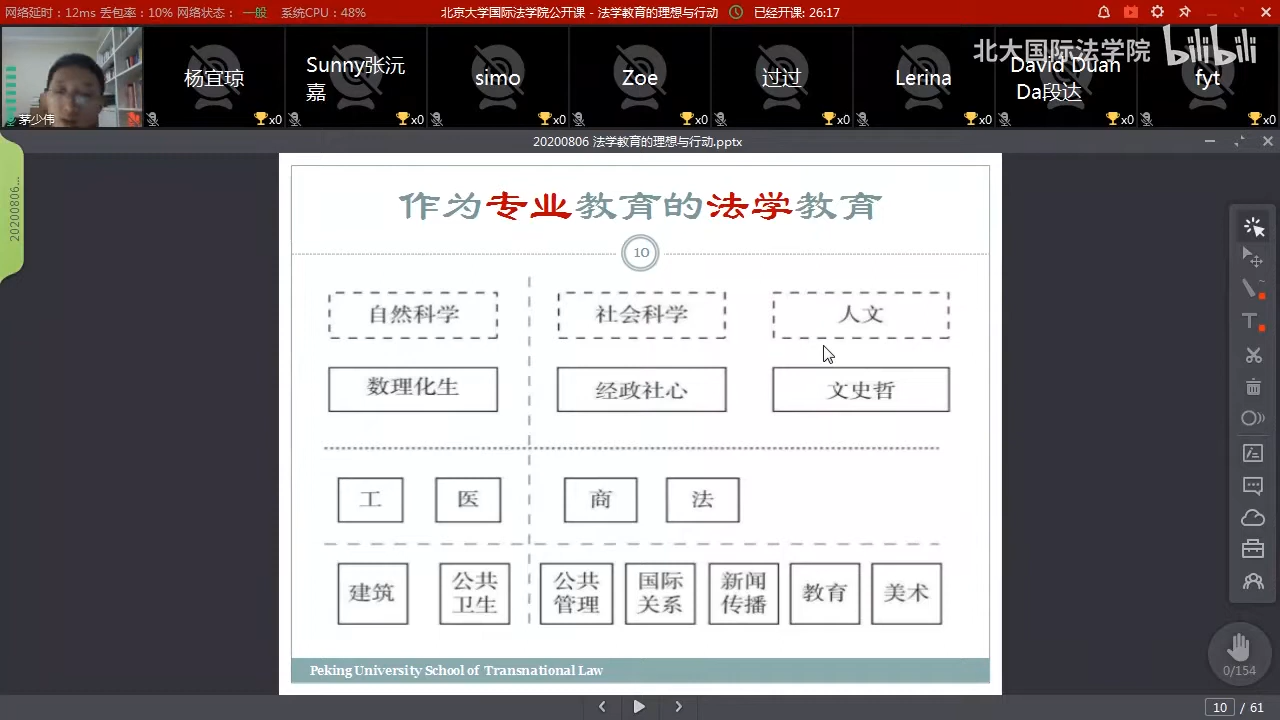 网络延时：12ms 丢包率：10% 网络状态： 一般 系统CPU：48% 北京大学国际法学院公开课 - 法学教育的理想与行动 已经开课: 26:17
北大国际法学院 bilibili
茅少伟
杨宜琼
x0
Sunny张沅嘉
x0
simo
x0
Zoe
x0
过过
x0
Lerina
x0
David Duan Da段达
x0
fyt
x0
20200806 法学教育的理想与行动.pptx
20200806...
作为专业教育的法学教育
10
自然科学 社会科学 人文
数理化生 经政社心 文史哲
工 医 商 法
建筑 公共卫生 公共管理 国际关系 新闻传播 教育 美术
Peking University School of Transnational Law
0/154
10 / 61